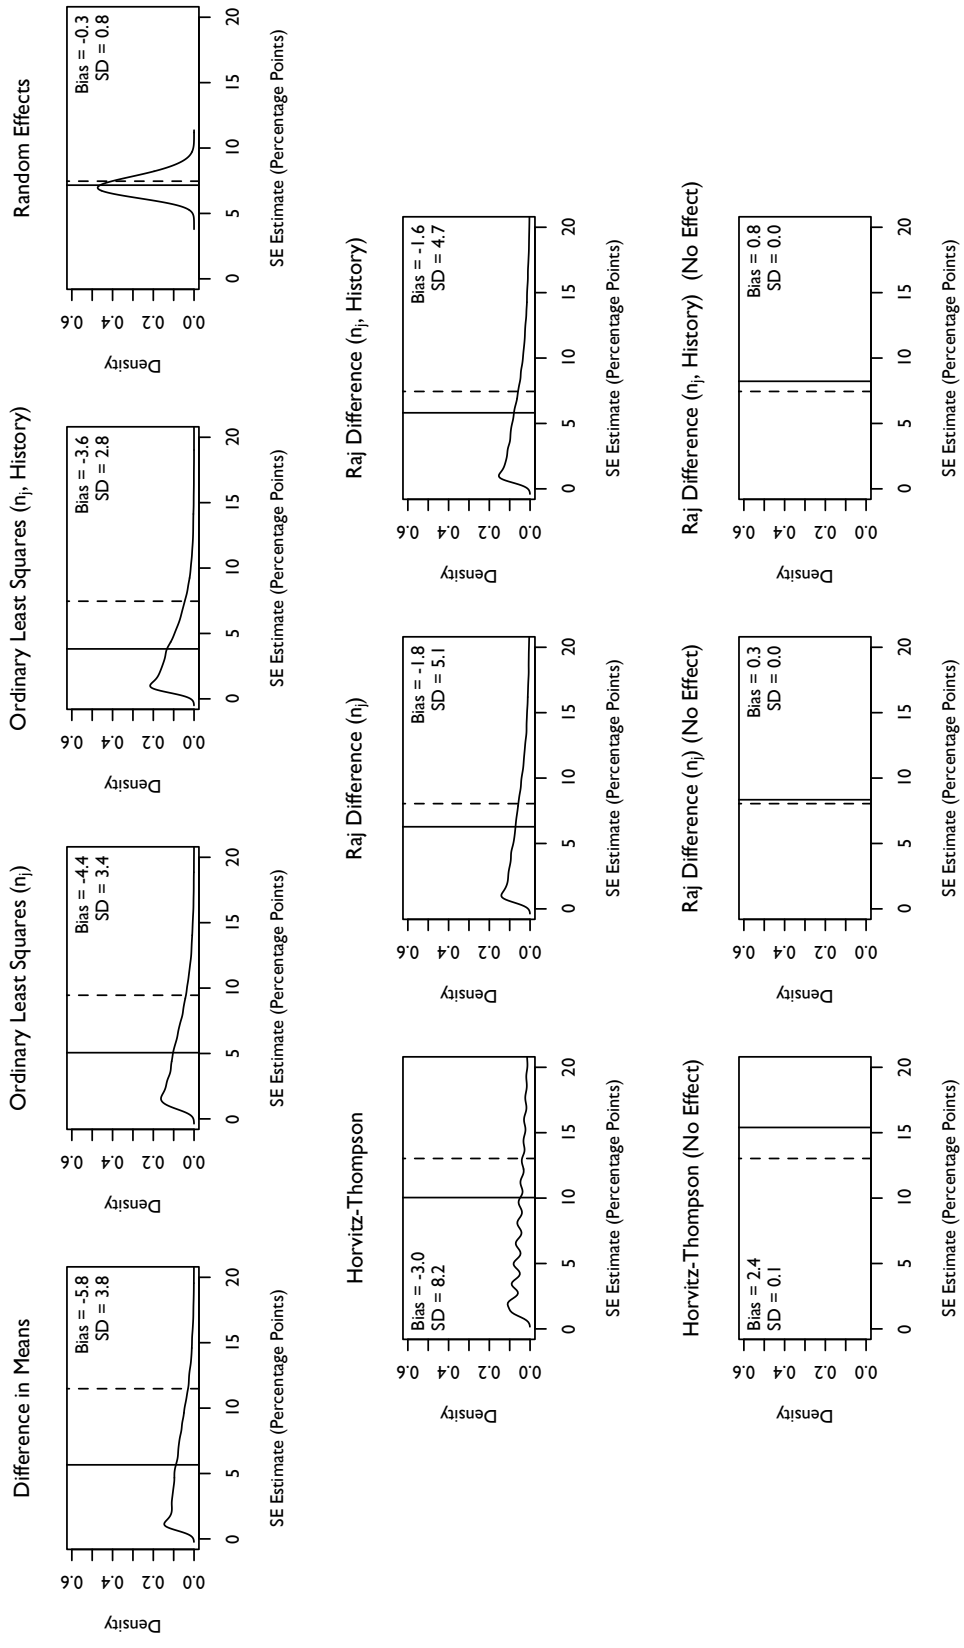 Difference in Means
Bias = -5.8
SD = 3.8
0.0 0.2 0.4 0.6
Density
0 5 10 15 20
SE Estimate (Percentage Points)
Ordinary Least Squares (nj)
Bias = -4.4
SD = 3.4
0.0 0.2 0.4 0.6
Density
0 5 10 15 20
SE Estimate (Percentage Points)
Ordinary Least Squares (nj, History)
Bias = -3.6
SD = 2.8
0.0 0.2 0.4 0.6
Density
0 5 10 15 20
SE Estimate (Percentage Points)
Random Effects
Bias = -0.3
SD = 0.8
0.0 0.2 0.4 0.6
Density
0 5 10 15 20
SE Estimate (Percentage Points)
Horvitz-Thompson
Bias = -3.0
SD = 8.2
0.0 0.2 0.4 0.6
Density
0 5 10 15 20
SE Estimate (Percentage Points)
Raj Difference (nj)
Bias = -1.8
SD = 5.1
0.0 0.2 0.4 0.6
Density
0 5 10 15 20
SE Estimate (Percentage Points)
Raj Difference (nj, History)
Bias = -1.6
SD = 4.7
0.0 0.2 0.4 0.6
Density
0 5 10 15 20
SE Estimate (Percentage Points)
Horvitz-Thompson (No Effect)
Bias = 2.4
SD = 0.1
0.0 0.2 0.4 0.6
Density
0 5 10 15 20
SE Estimate (Percentage Points)
Raj Difference (nj) (No Effect)
Bias = 0.3
SD = 0.0
0.0 0.2 0.4 0.6
Density
0 5 10 15 20
SE Estimate (Percentage Points)
Raj Difference (nj, History) (No Effect)
Bias = 0.8
SD = 0.0
0.0 0.2 0.4 0.6
Density
0 5 10 15 20
SE Estimate (Percentage Points)